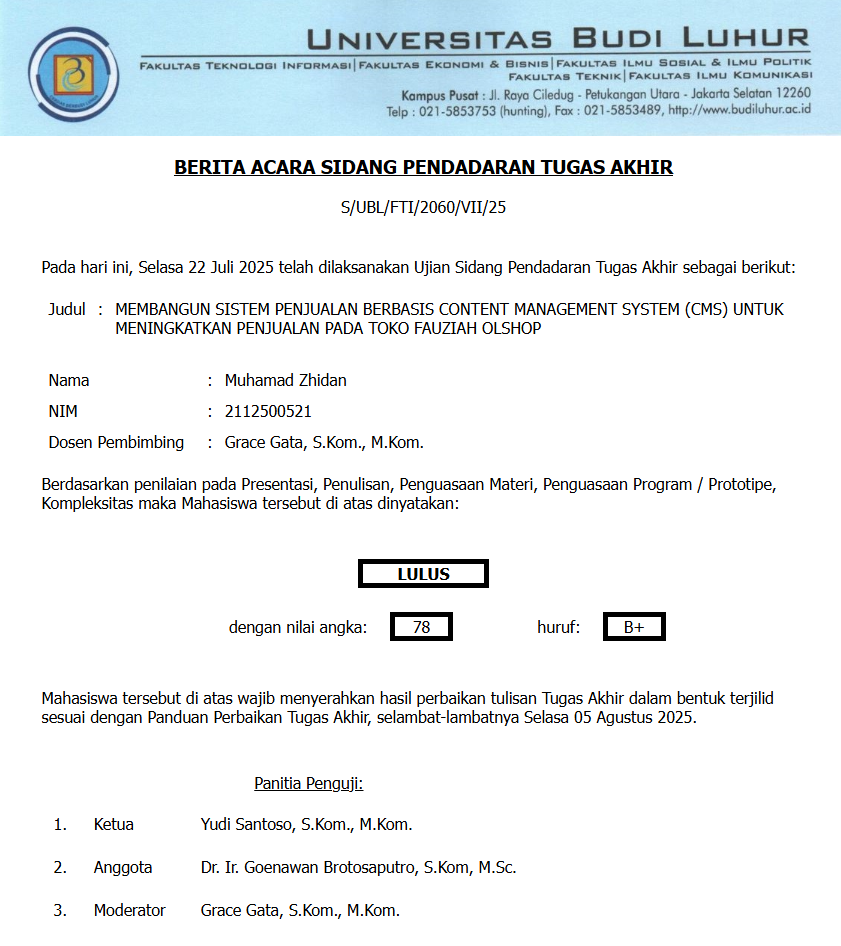 UNIVERSITAS BUDI LUHUR
FAKULTAS TEKNOLOGI INFORMASI|FAKULTAS EKONOMI & BISNIS|FAKULTAS ILMU SOSIAL & ILMU POLITIK
FAKULTAS TEKNIK|FAKULTAS ILMU KOMUNIKASI
Kampus Pusat : Jl. Raya Ciledug - Petukangan Utara - Jakarta Selatan 12260
Telp : 021-5853753 (hunting), Fax : 021-5853489, http://www.budiluhur.ac.id
BERITA ACARA SIDANG PENDADARAN TUGAS AKHIR
S/UBL/FTI/2060/VII/25
Pada hari ini, Selasa 22 Juli 2025 telah dilaksanakan Ujian Sidang Pendadaran Tugas Akhir sebagai berikut:
Judul : MEMBANGUN SISTEM PENJUALAN BERBASIS CONTENT MANAGEMENT SYSTEM (CMS) UNTUK
MENINGKATKAN PENJUALAN PADA TOKO FAUZIAH OLSHOP
Nama : Muhamad Zhidan
NIM : 2112500521
Dosen Pembimbing : Grace Gata, S.Kom., M.Kom.
Berdasarkan penilaian pada Presentasi, Penulisan, Penguasaan Materi, Penguasaan Program / Prototipe,
Kompleksitas maka Mahasiswa tersebut di atas dinyatakan:
LULUS
dengan nilai angka: 78 huruf: B+
Mahasiswa tersebut di atas wajib menyerahkan hasil perbaikan tulisan Tugas Akhir dalam bentuk terjilid
sesuai dengan Panduan Perbaikan Tugas Akhir, selambat-lambatnya Selasa 05 Agustus 2025.
Panitia Penguji:
1. Ketua Yudi Santoso, S.Kom., M.Kom.
2. Anggota Dr. Ir. Goenawan Brotosaputro, S.Kom, M.Sc.
3. Moderator Grace Gata, S.Kom., M.Kom.